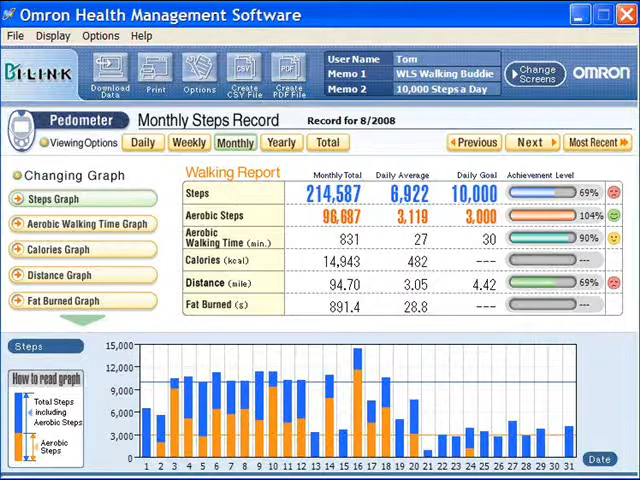 Omron Health Management Software
File Display Options Help
Bi-LINK
Download Data
Print
Options
Create CSV File
Create PDF File
User Name Tom
Memo 1 WLS Walking Buddie
Memo 2 10,000 Steps a Day
Change Screens
OMRON
Pedometer Monthly Steps Record Record for 8/2008
Viewing Options Daily Weekly Monthly Yearly Total Previous Next Most Recent
Changing Graph
Steps Graph
Aerobic Walking Time Graph
Calories Graph
Distance Graph
Fat Burned Graph
Walking Report Monthly Total Daily Average Daily Goal Achievement Level
Steps 214,587 6,922 10,000 69%
Aerobic Steps 96,687 3,119 3,000 104%
Aerobic Walking Time (min.) 831 27 30 90%
Calories (kcal) 14,943 482 --- ---
Distance (mile) 94.70 3.05 4.42 69%
Fat Burned (g) 891.4 28.8 --- ---
Steps
How to read graph
Total Steps
including
Aerobic Steps
Aerobic
Steps
15,000
12,000
9,000
6,000
3,000
0
1 2 3 4 5 6 7 8 9 10 11 12 13 14 15 16 17 18 19 20 21 22 23 24 25 26 27 28 29 30 31
Date